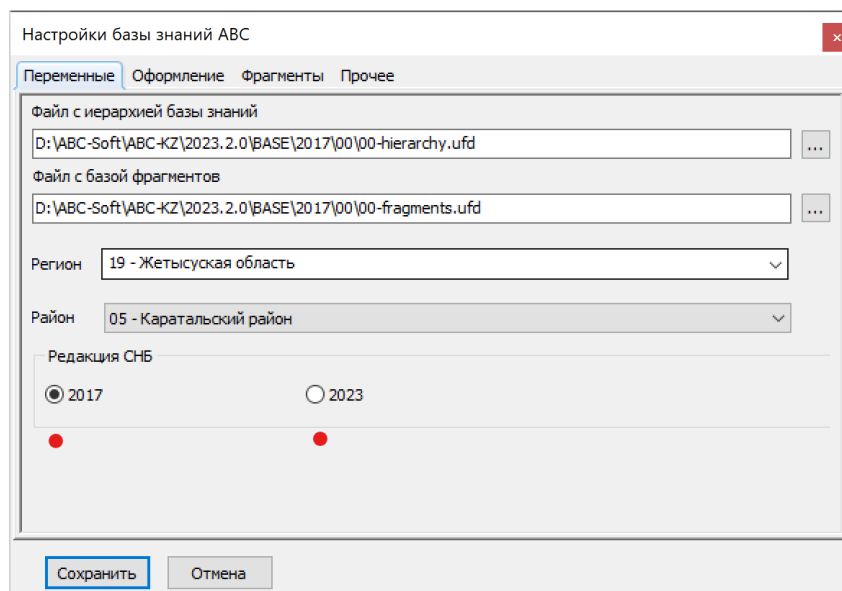 Настройки базы знаний АВС
Переменные Оформление Фрагменты Прочее
Файл с иерархией базы знаний
D:\ABC-Soft\ABC-KZ\2023.2.0\BASE\2017\00\00-hierarchy.ufd
...
Файл с базой фрагментов
D:\ABC-Soft\ABC-KZ\2023.2.0\BASE\2017\00\00-fragments.ufd
...
Регион 19 - Жетысуская область
Район 05 - Каратальский район
Редакция СНБ
2017 2023
Сохранить Отмена